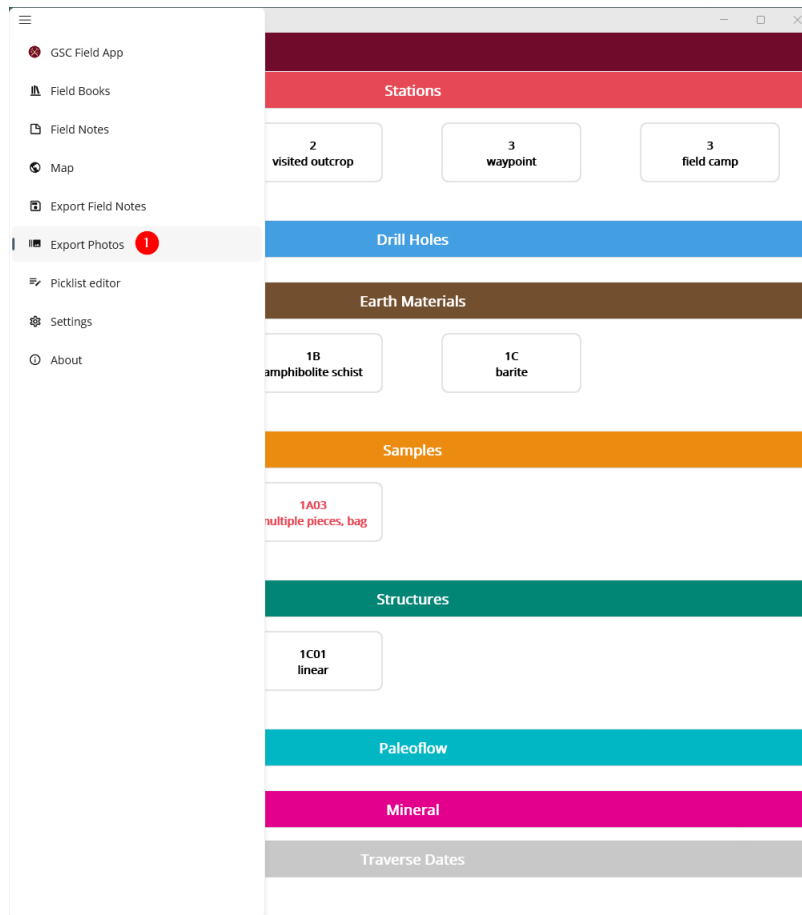 GSC Field App
Field Books
Field Notes
Map
Export Field Notes
Export Photos 1
Picklist editor
Settings
About
Stations
2
visited outcrop
3
waypoint
3
field camp
Drill Holes
Earth Materials
1B
amphibolite schist
1C
barite
Samples
1A03
multiple pieces, bag
Structures
1C01
linear
Paleoflow
Mineral
Traverse Dates